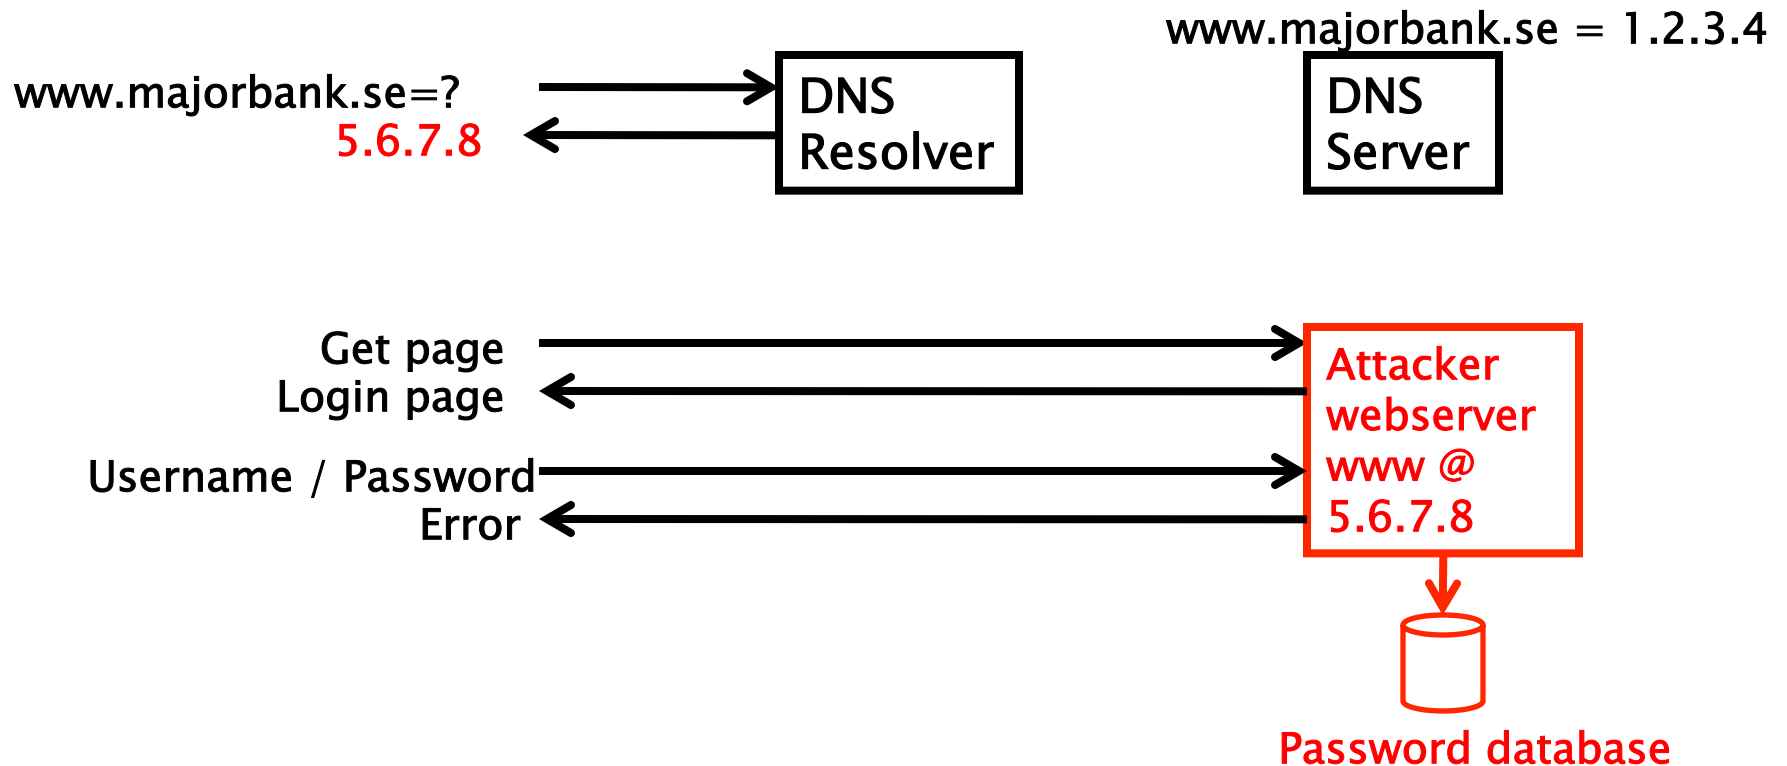 www.majorbank.se = 1.2.3.4
www.majorbank.se=?
5.6.7.8
DNS
Resolver
DNS
Server
Get page
Login page
Username / Password
Error
Attacker
webserver
www @
5.6.7.8
Password database